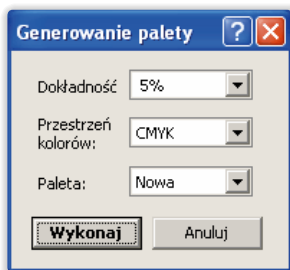 Generowanie palety
Dokładność 5%
Przestrzeń
kolorów: CMYK
Paleta: Nowa
Wykonaj Anuluj